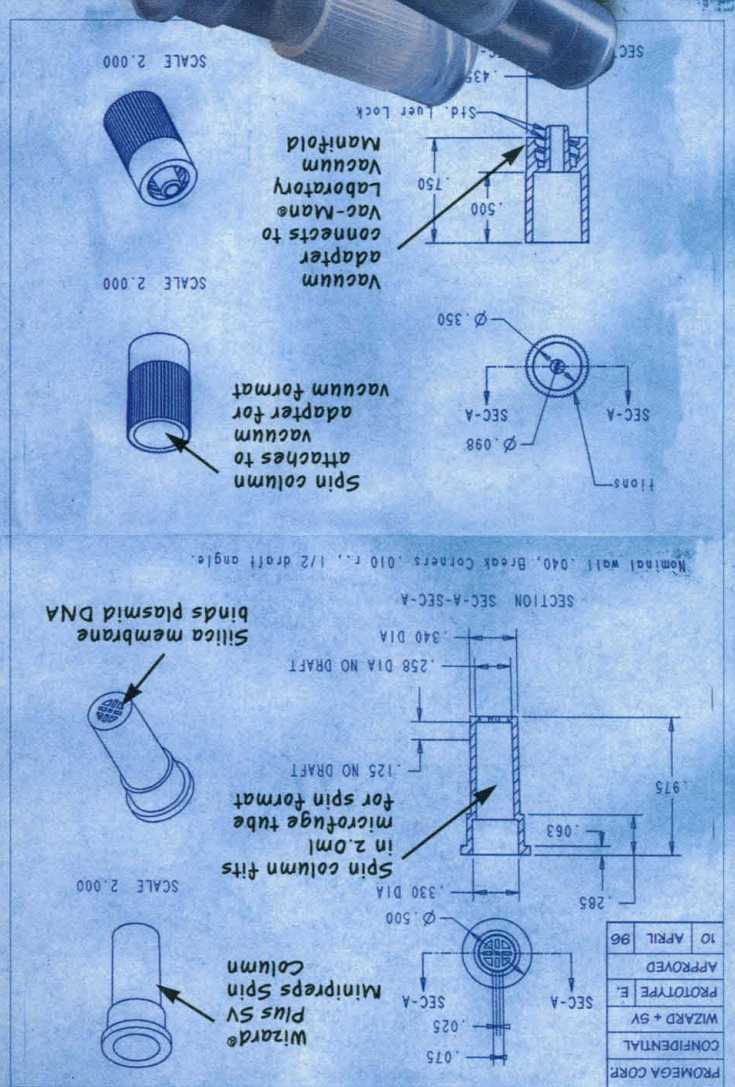 PROMEGA CORP.
CONFIDENTIAL
WIZARD + SV
PROTOTYPE E.
APPROVED
10 APRIL 96
.075
.025
SEC-A
SEC-A
Ø.500
.330 DIA
.285
.063
.975
Wizard®
Plus SV
Minipreps Spin
Column
SCALE 2.000
Spin column fits
in 2.0ml
microfuge tube
for spin format
.125 NO DRAFT
.258 DIA NO DRAFT
.340 DIA
SECTION SEC-A-SEC-A
Silica membrane
binds plasmid DNA
Nominal wall .040, Break Corners .010 r., 1/2 draft angle.
tions
Ø.098
SEC-A
SEC-A
Ø.350
Spin column
attaches to
vacuum
adapter for
vacuum format
SCALE 2.000
Vacuum
adapter
connects to
Vac-Man®
Laboratory
Vacuum
Manifold
.500
.750
Std. Luer Lock
.435
SCALE 2.000